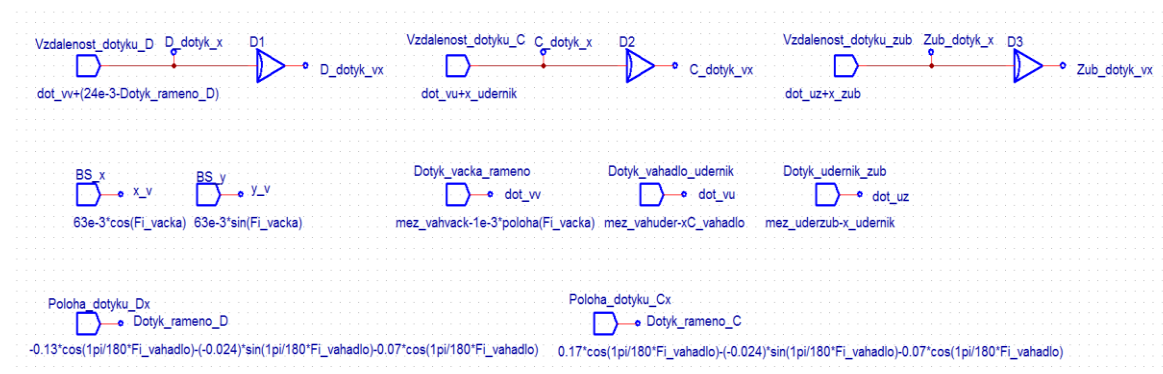 Vzdalenost_dotyku_D D_dotyk_x D1
D_dotyk_vx
dot_vv+(24e-3-Dotyk_rameno_D)
Vzdalenost_dotyku_C C_dotyk_x D2
C_dotyk_vx
dot_vu+x_udernik
Vzdalenost_dotyku_zub Zub_dotyk_x D3
Zub_dotyk_vx
dot_uz+x_zub
BS_x
x_v
63e-3*cos(Fi_vacka)
BS_y
y_v
63e-3*sin(Fi_vacka)
Dotyk_vacka_rameno
dot_vv
mez_vahvack-1e-3*poloha(Fi_vacka)
Dotyk_vahadlo_udernik
dot_vu
mez_vahuder-xC_vahadlo
Dotyk_udernik_zub
dot_uz
mez_uderzub-x_udernik
Poloha_dotyku_Dx
Dotyk_rameno_D
-0.13*cos(1pi/180*Fi_vahadlo)-(-0.024)*sin(1pi/180*Fi_vahadlo)-0.07*cos(1pi/180*Fi_vahadlo)
Poloha_dotyku_Cx
Dotyk_rameno_C
0.17*cos(1pi/180*Fi_vahadlo)-(-0.024)*sin(1pi/180*Fi_vahadlo)-0.07*cos(1pi/180*Fi_vahadlo)